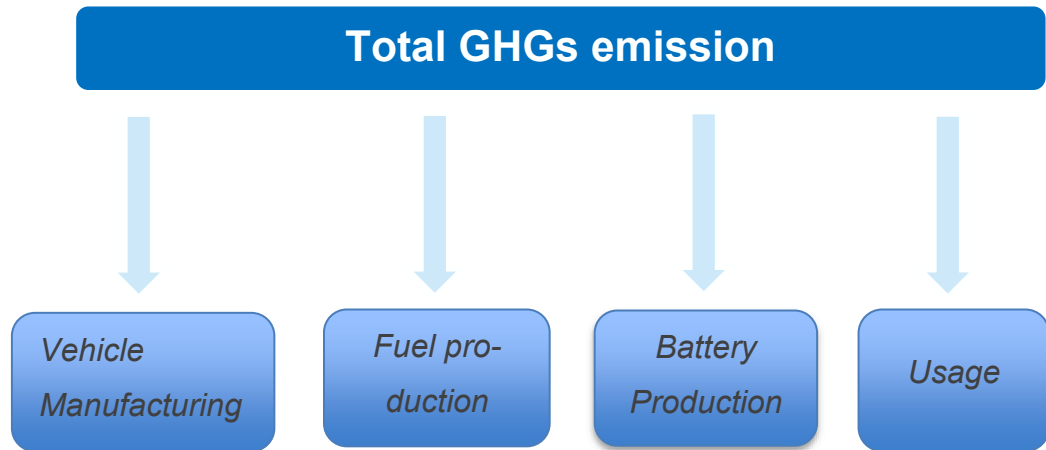 Total GHGs emission
Vehicle
Manufacturing
Fuel pro-
duction
Battery
Production
Usage